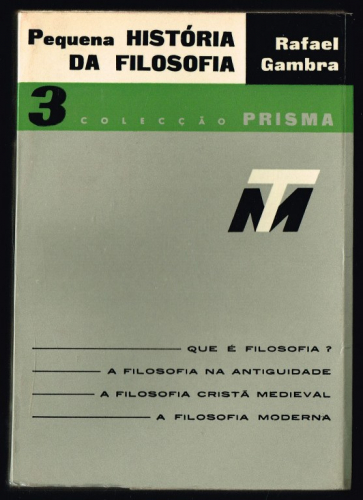 Pequena HISTÓRIA
DA FILOSOFIA
Rafael
Gambra
3 COLECÇÃO PRISMA
TM
QUE É FILOSOFIA ?
A FILOSOFIA NA ANTIGUIDADE
A FILOSOFIA CRISTÃ MEDIEVAL
A FILOSOFIA MODERNA